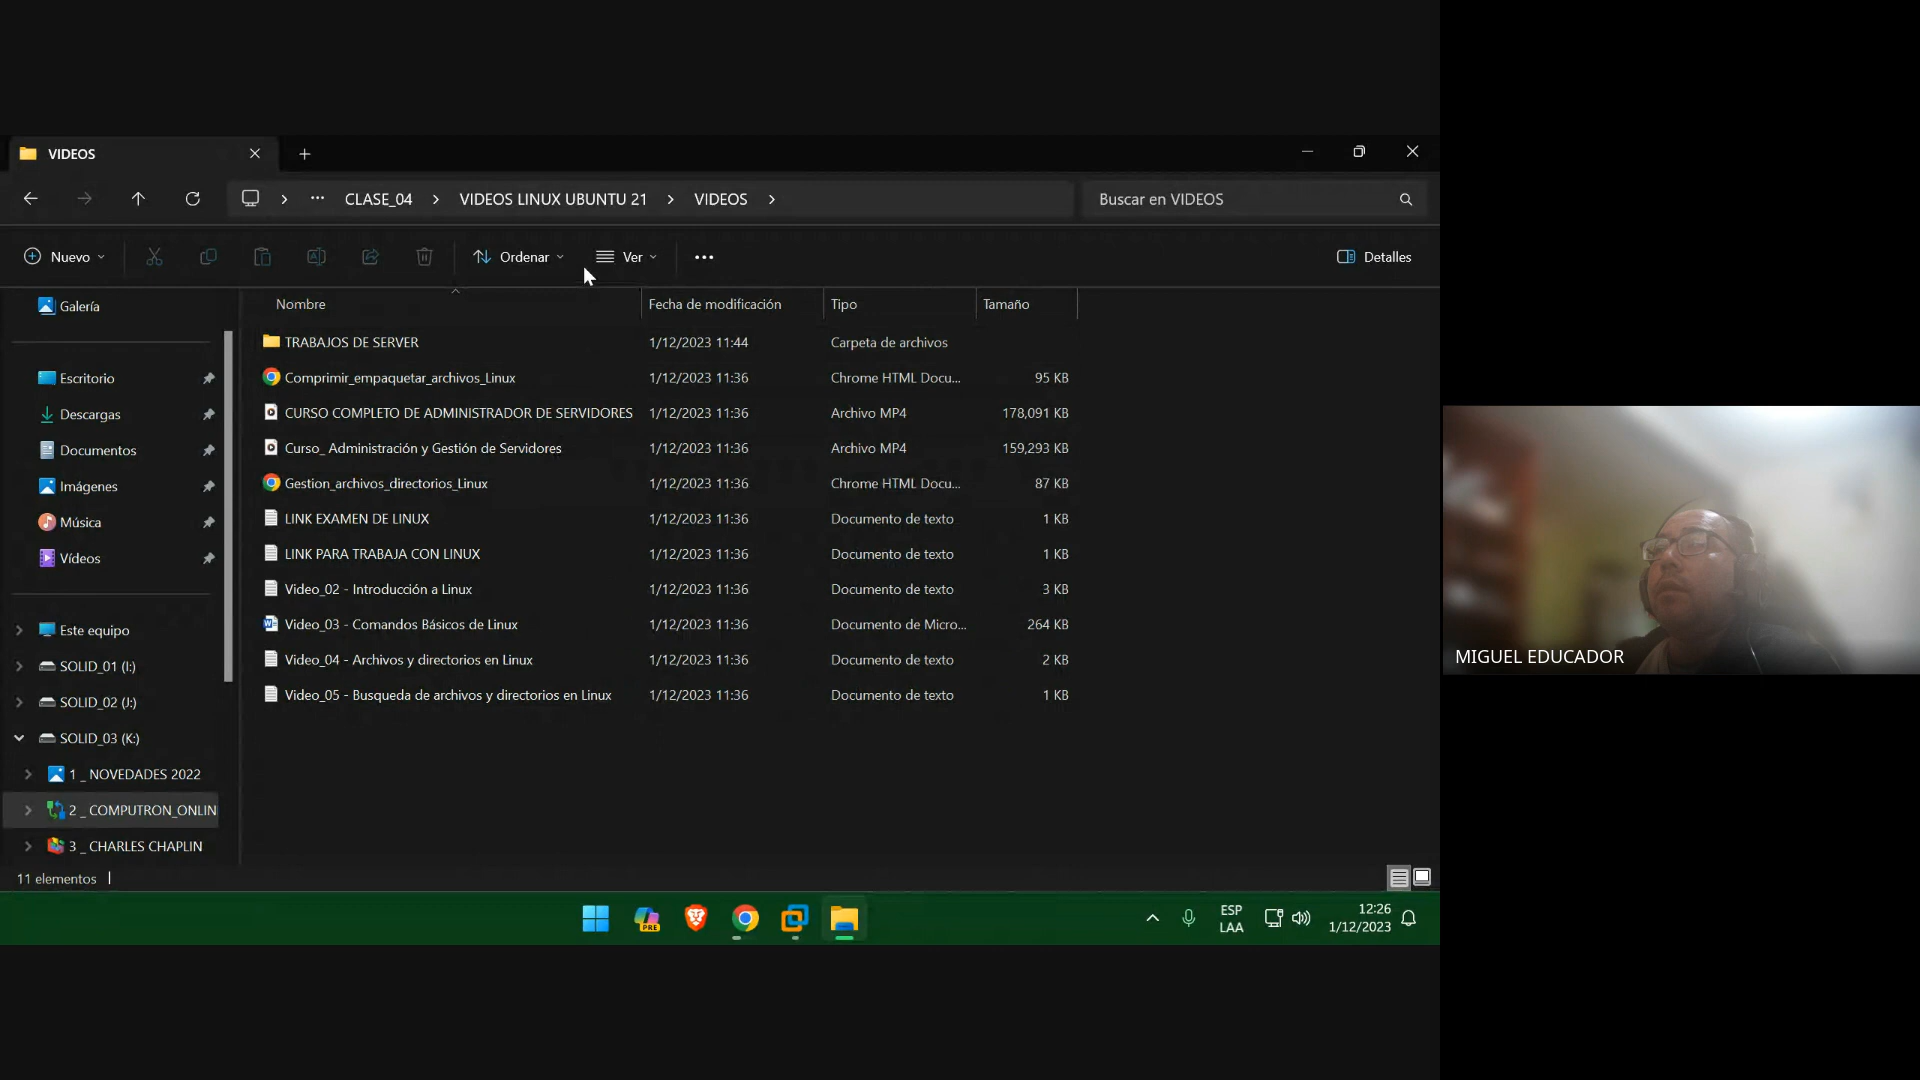 VIDEOS
CLASE_04
VIDEOS LINUX UBUNTU 21
VIDEOS
Buscar en VIDEOS
Nuevo
Ordenar
Ver
Detalles
Galería
Escritorio
Descargas
Documentos
Imágenes
Música
Vídeos
Este equipo
SOLID_01 (I:)
SOLID_02 (J:)
SOLID_03 (K:)
1 _ NOVEDADES 2022
2 _ COMPUTRON_ONLIN
3 _ CHARLES CHAPLIN
Nombre Fecha de modificación Tipo Tamaño
TRABAJOS DE SERVER 1/12/2023 11:44 Carpeta de archivos
Comprimir_empaquetar_archivos_Linux 1/12/2023 11:36 Chrome HTML Docu... 95 KB
CURSO COMPLETO DE ADMINISTRADOR DE SERVIDORES 1/12/2023 11:36 Archivo MP4 178,091 KB
Curso_ Administración y Gestión de Servidores 1/12/2023 11:36 Archivo MP4 159,293 KB
Gestion_archivos_directorios_Linux 1/12/2023 11:36 Chrome HTML Docu... 87 KB
LINK EXAMEN DE LINUX 1/12/2023 11:36 Documento de texto 1 KB
LINK PARA TRABAJA CON LINUX 1/12/2023 11:36 Documento de texto 1 KB
Video_02 - Introducción a Linux 1/12/2023 11:36 Documento de texto 3 KB
Video_03 - Comandos Básicos de Linux 1/12/2023 11:36 Documento de Micro... 264 KB
Video_04 - Archivos y directorios en Linux 1/12/2023 11:36 Documento de texto 2 KB
Video_05 - Busqueda de archivos y directorios en Linux 1/12/2023 11:36 Documento de texto 1 KB
11 elementos
PRE
ESP
LAA
12:26
1/12/2023
MIGUEL EDUCADOR